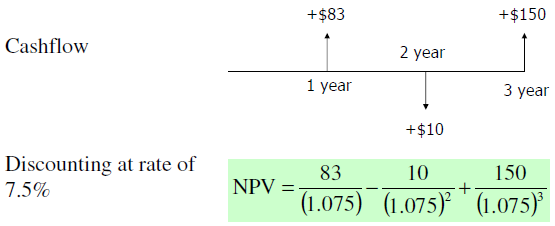 +$83 +$150
Cashflow
2 year
1 year
3 year
+$10
Discounting at rate of
7.5%
NPV = 83/(1.075) − 10/(1.075)² + 150/(1.075)³